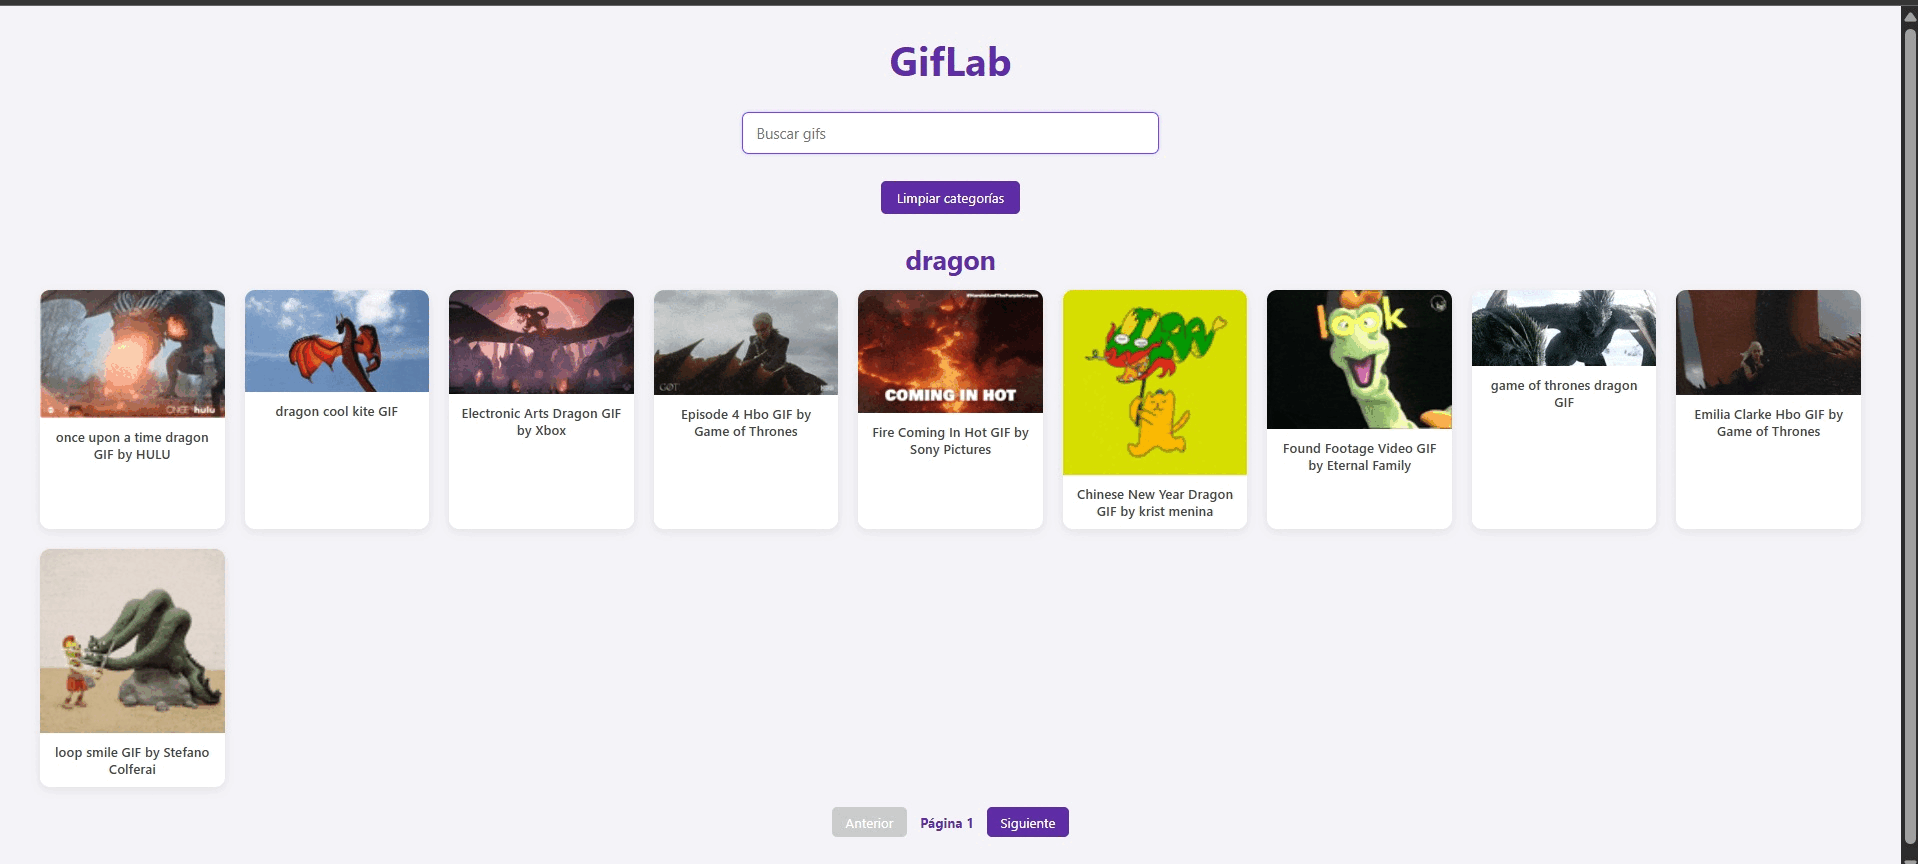 GifLab
Buscar gifs
Limpiar categorías
dragon
ONCE hulu
once upon a time dragon
GIF by HULU
dragon cool kite GIF
Electronic Arts Dragon GIF
by Xbox
GOT
HBO
Episode 4 Hbo GIF by
Game of Thrones
#HaroldAndThePurpleCrayon
COMING IN HOT
Fire Coming In Hot GIF by
Sony Pictures
Chinese New Year Dragon
GIF by krist menina
look
Found Footage Video GIF
by Eternal Family
game of thrones dragon
GIF
Emilia Clarke Hbo GIF by
Game of Thrones
loop smile GIF by Stefano
Colferai
Anterior
Página 1
Siguiente